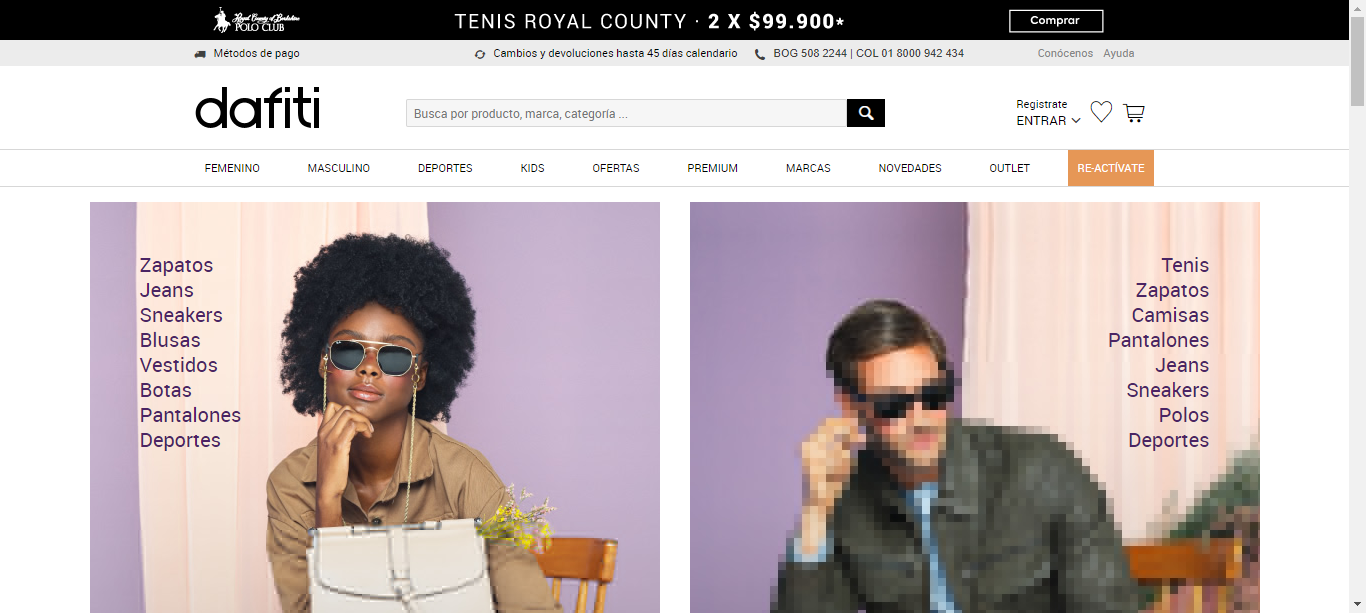 Royal County of Berkshire
POLO CLUB
TENIS ROYAL COUNTY · 2 X $99.900*
Comprar
Métodos de pago
Cambios y devoluciones hasta 45 días calendario
BOG 508 2244 | COL 01 8000 942 434
Conócenos
Ayuda
dafiti
Busca por producto, marca, categoría ...
Registrate
ENTRAR
FEMENINO
MASCULINO
DEPORTES
KIDS
OFERTAS
PREMIUM
MARCAS
NOVEDADES
OUTLET
RE-ACTÍVATE
Zapatos
Jeans
Sneakers
Blusas
Vestidos
Botas
Pantalones
Deportes
Tenis
Zapatos
Camisas
Pantalones
Jeans
Sneakers
Polos
Deportes